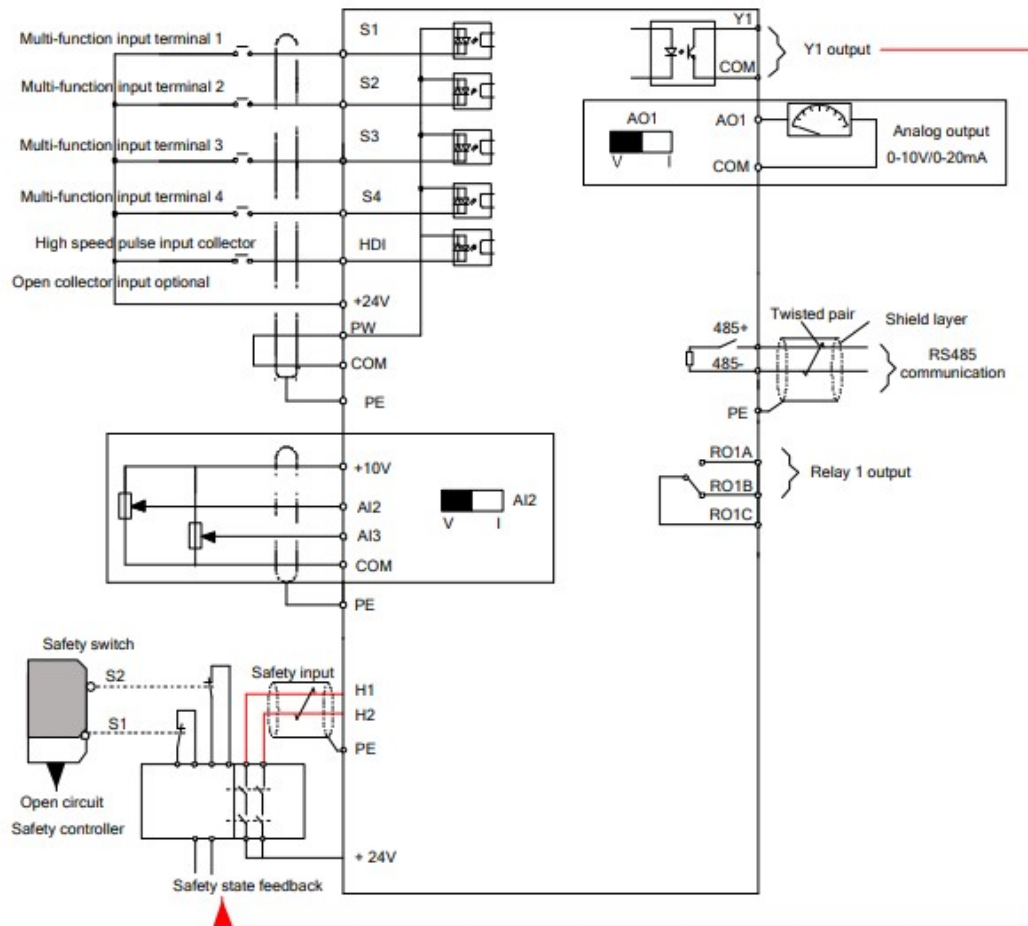 Multi-function input terminal 1
S1
Multi-function input terminal 2
S2
Multi-function input terminal 3
S3
Multi-function input terminal 4
S4
High speed pulse input collector
HDI
Open collector input optional
+24V
PW
COM
PE
+10V
AI2
AI3
COM
PE
AI2
V I
Safety switch
S2
S1
Open circuit
Safety controller
Safety state feedback
Safety input
H1
H2
PE
+ 24V
Y1
COM
Y1 output
AO1
V I
AO1
COM
Analog output
0-10V/0-20mA
Twisted pair
Shield layer
485+
485-
RS485
communication
PE
RO1A
RO1B
RO1C
Relay 1 output